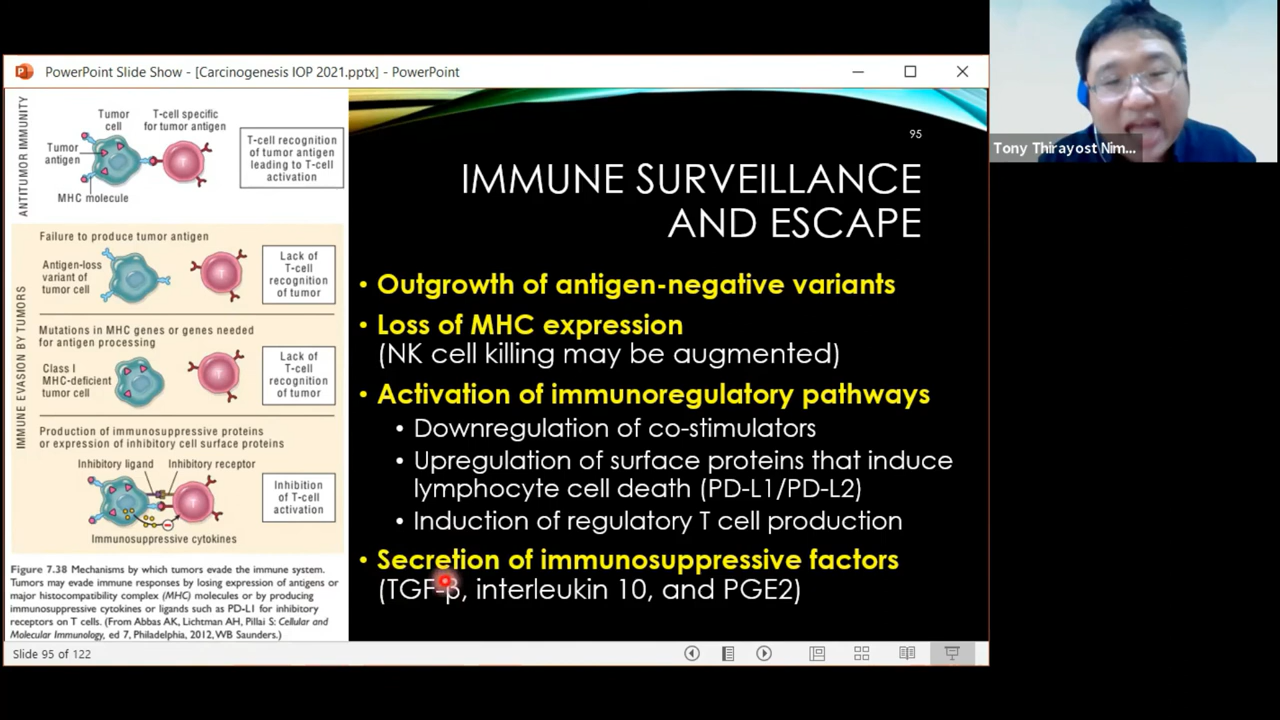 PowerPoint Slide Show - [Carcinogenesis IOP 2021.pptx] - PowerPoint
ANTITUMOR IMMUNITY
Tumor
cell
T-cell specific
for tumor antigen
Tumor
antigen
MHC molecule
T-cell recognition
of tumor antigen
leading to T-cell
activation
IMMUNE EVASION BY TUMORS
Failure to produce tumor antigen
Antigen-loss
variant of
tumor cell
Lack of
T-cell
recognition
of tumor
Mutations in MHC genes or genes needed
for antigen processing
Class I
MHC-deficient
tumor cell
Lack of
T-cell
recognition
of tumor
Production of immunosuppressive proteins
or expression of inhibitory cell surface proteins
Inhibitory ligand
Inhibitory receptor
Inhibition
of T-cell
activation
Immunosuppressive cytokines
Figure 7.38 Mechanisms by which tumors evade the immune system.
Tumors may evade immune responses by losing expression of antigens or
major histocompatibility complex (MHC) molecules or by producing
immunosuppressive cytokines or ligands such as PD-L1 for inhibitory
receptors on T cells. (From Abbas AK, Lichtman AH, Pillai S: Cellular and
Molecular Immunology, ed 7, Philadelphia, 2012, WB Saunders.)
95
IMMUNE SURVEILLANCE
AND ESCAPE
• Outgrowth of antigen-negative variants
• Loss of MHC expression
(NK cell killing may be augmented)
• Activation of immunoregulatory pathways
• Downregulation of co-stimulators
• Upregulation of surface proteins that induce
lymphocyte cell death (PD-L1/PD-L2)
• Induction of regulatory T cell production
• Secretion of immunosuppressive factors
(TGF-β, interleukin 10, and PGE2)
Slide 95 of 122
Tony Thirayost Nim...